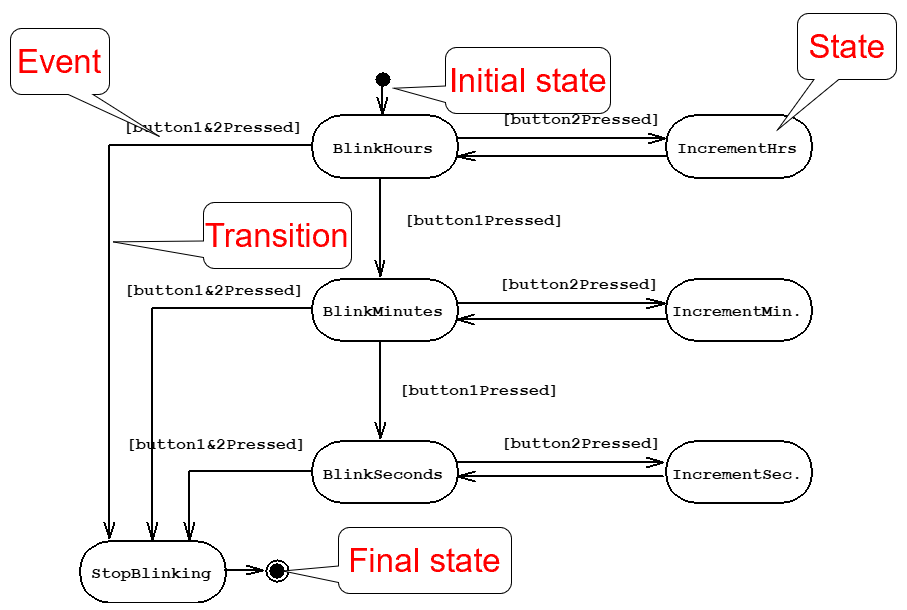 Event
State
Initial state
[button1&2Pressed]
[button2Pressed]
BlinkHours
IncrementHrs
[button1Pressed]
Transition
[button1&2Pressed]
[button2Pressed]
BlinkMinutes
IncrementMin.
[button1Pressed]
[button1&2Pressed]
[button2Pressed]
BlinkSeconds
IncrementSec.
Final state
StopBlinking